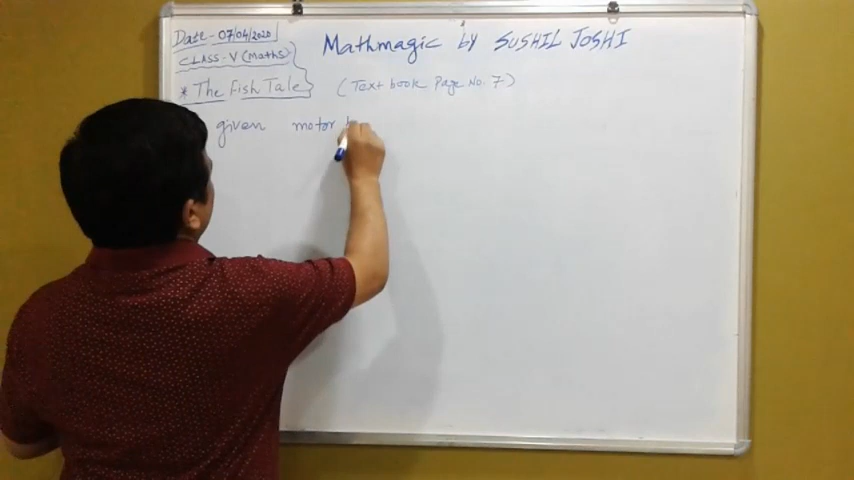 Date - 07/04/2020
CLASS - V (Maths)
Mathmagic by SUSHIL JOSHI
* The Fish Tale (Text book Page No. 7)
given motor